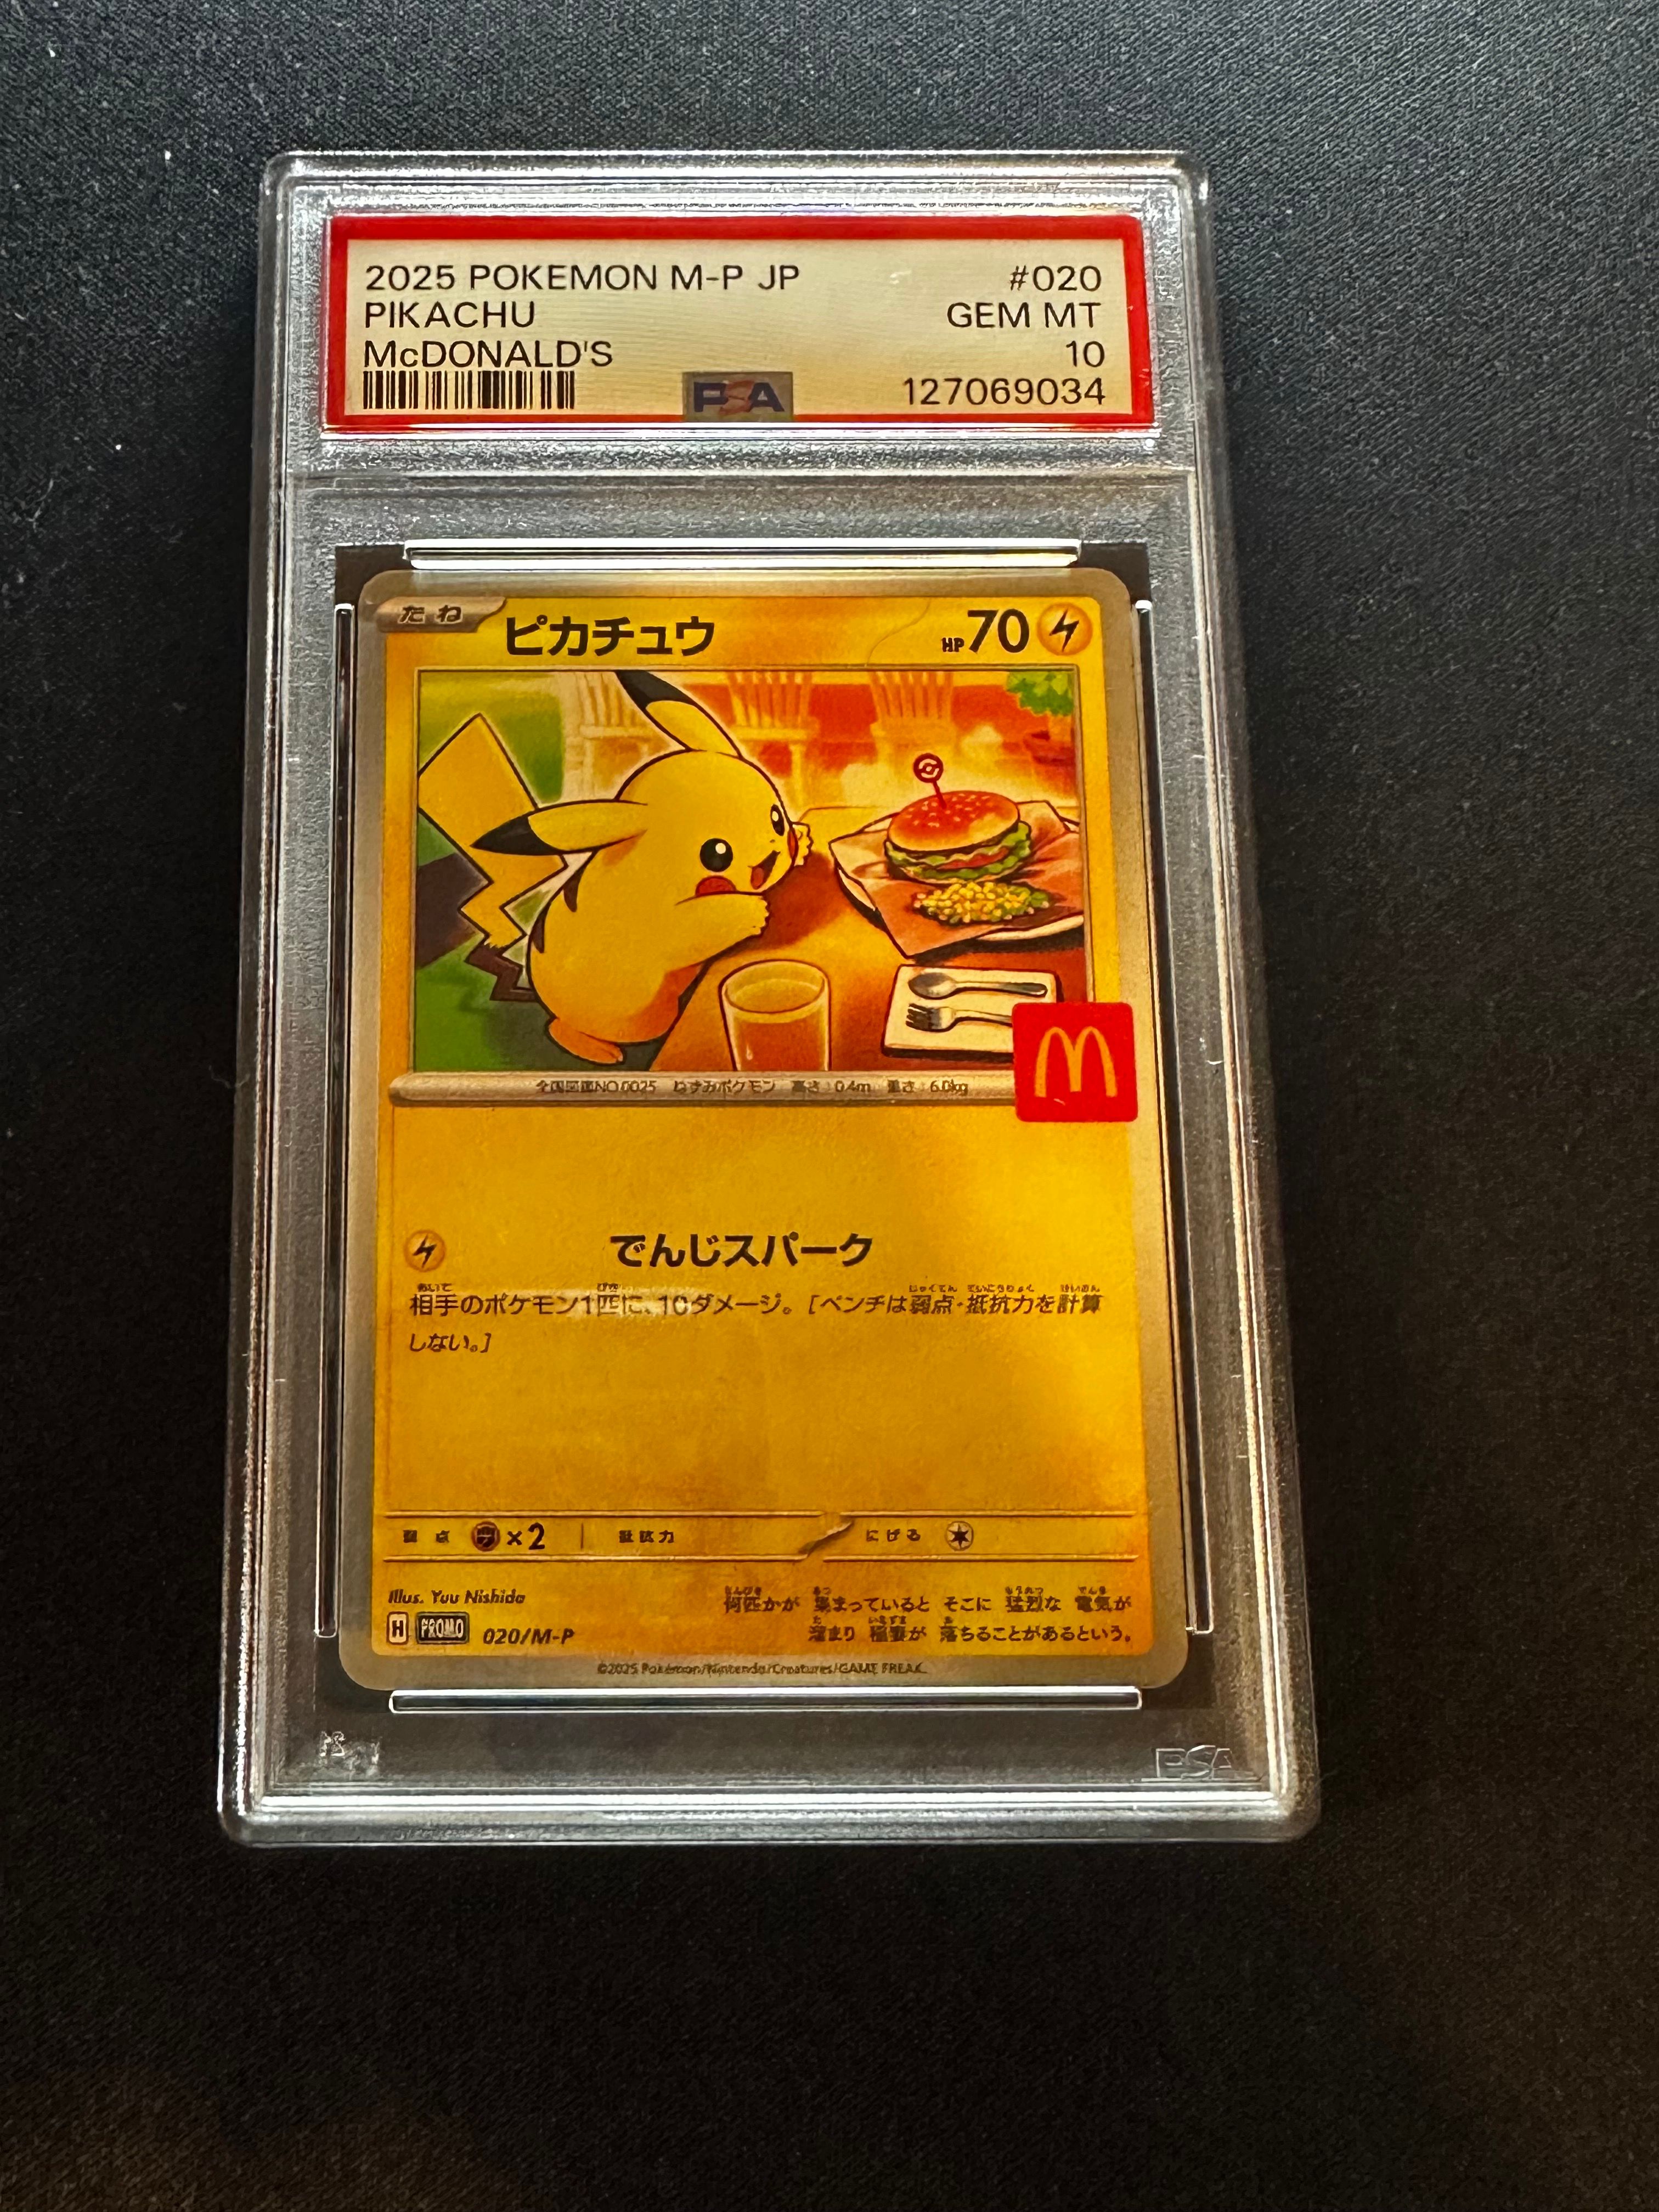 2025 POKEMON M-P JP #020
PIKACHU GEM MT
McDONALD'S 10
PSA 127069034
たね ピカチュウ HP70
全国図鑑NO.0025 ねずみポケモン 高さ:0.4m 重さ:6.0kg
M
でんじスパーク
相手のポケモン1匹に、10ダメージ。[ベンチは弱点・抵抗力を計算
しない。]
弱点 ×2 抵抗力 にげる
Illus. Yuu Nishida
何匹かが 集まっていると そこに 猛烈な 電気が
溜まり 稲妻が 落ちることがあるという。
H PROMO 020/M-P
©2025 Pokémon/Nintendo/Creatures/GAME FREAK.
PSA